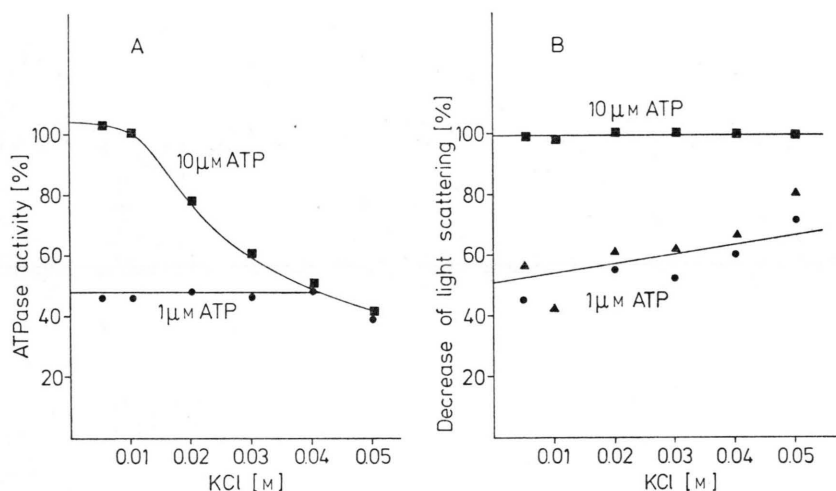 A
ATPase activity [%]
100
80
60
40
20
10 μM ATP
1 μM ATP
0.01 0.02 0.03 0.04 0.05
KCl [M]
B
Decrease of light scattering [%]
100
80
60
40
20
10 μM ATP
1 μM ATP
0.01 0.02 0.03 0.04 0.05
KCl [M]